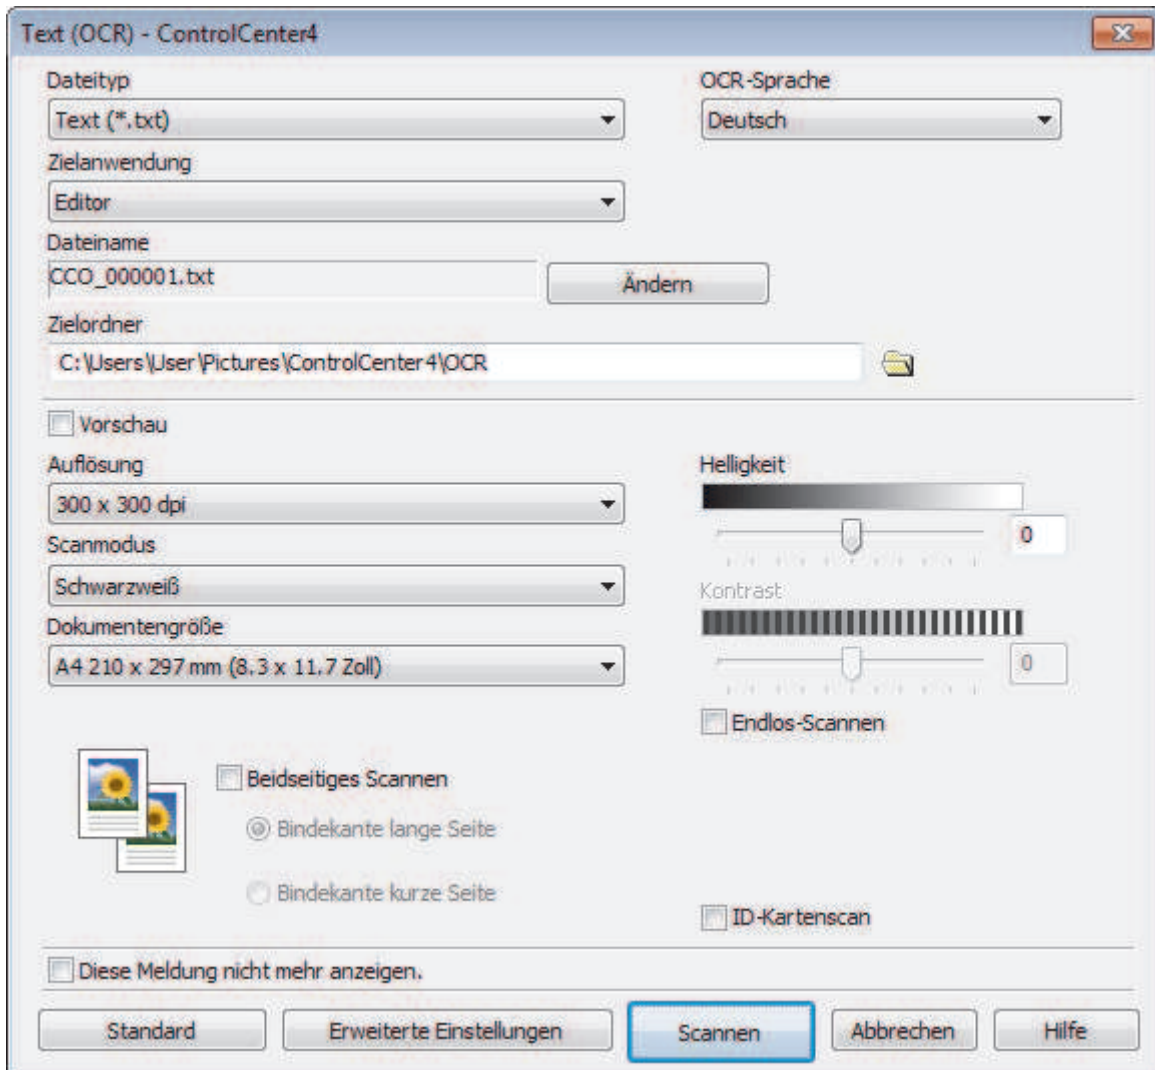 Text (OCR) - ControlCenter4
Dateityp
OCR-Sprache
Text (*.txt)
Deutsch
Zielanwendung
Editor
Dateiname
CCO_000001.txt
Ändern
Zielordner
C:\Users\User\Pictures\ControlCenter4\OCR
Vorschau
Auflösung
Helligkeit
300 x 300 dpi
0
Scanmodus
Schwarzweiß
Kontrast
Dokumentengröße
A4 210 x 297 mm (8.3 x 11.7 Zoll)
0
Endlos-Scannen
Beidseitiges Scannen
Bindekante lange Seite
Bindekante kurze Seite
ID-Kartenscan
Diese Meldung nicht mehr anzeigen.
Standard
Erweiterte Einstellungen
Scannen
Abbrechen
Hilfe